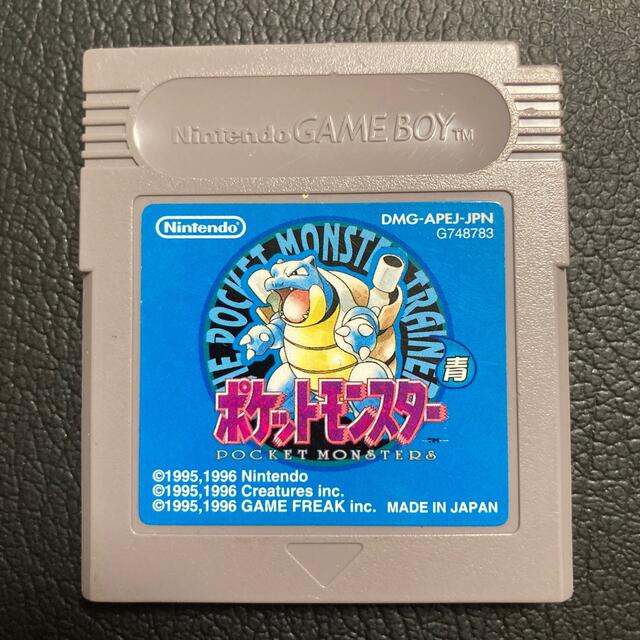 Nintendo GAME BOY TM
Nintendo
DMG-APEJ-JPN
G748783
THE POCKET MONSTER TRAINER
青
ポケットモンスター
TM
POCKET MONSTERS
©1995,1996 Nintendo
©1995,1996 Creatures inc.
©1995,1996 GAME FREAK inc.
MADE IN JAPAN